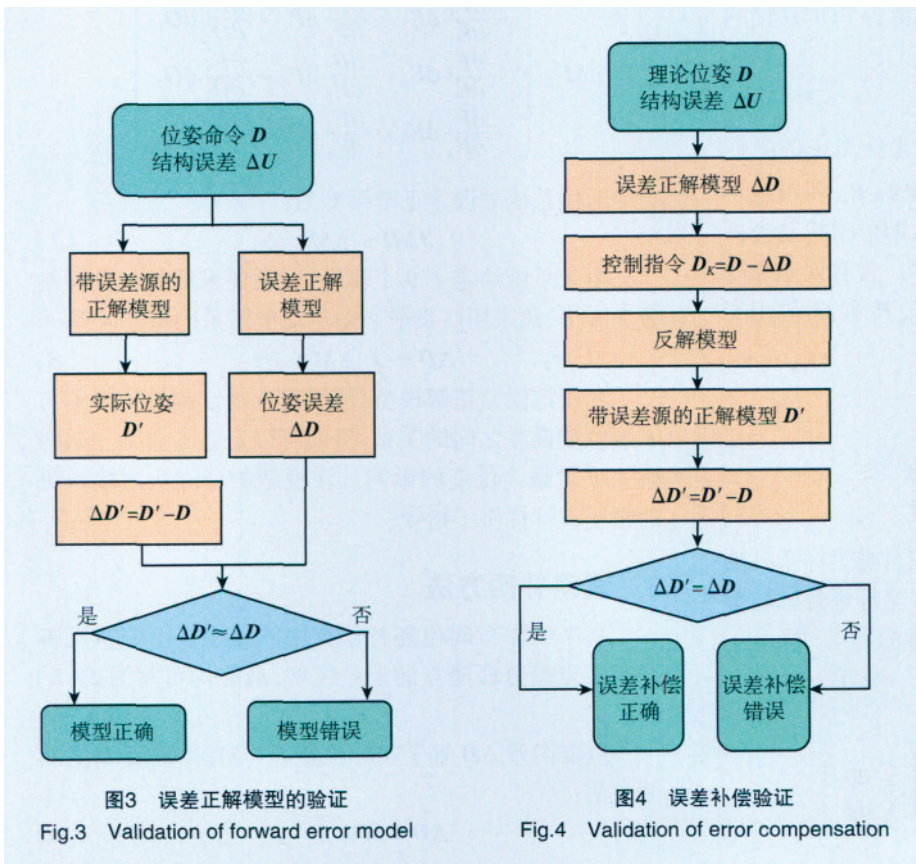 位姿命令 D
结构误差 ΔU
带误差源的
正解模型
误差正解
模型
实际位姿
D′
位姿误差
ΔD
ΔD′=D′−D
ΔD′≈ΔD
是
否
模型正确
模型错误
图3 误差正解模型的验证
Fig.3 Validation of forward error model
理论位姿 D
结构误差 ΔU
误差正解模型 ΔD
控制指令 D_K=D−ΔD
反解模型
带误差源的正解模型 D′
ΔD′=D′−D
ΔD′=ΔD
是
否
误差补偿
正确
误差补偿
错误
图4 误差补偿验证
Fig.4 Validation of error compensation